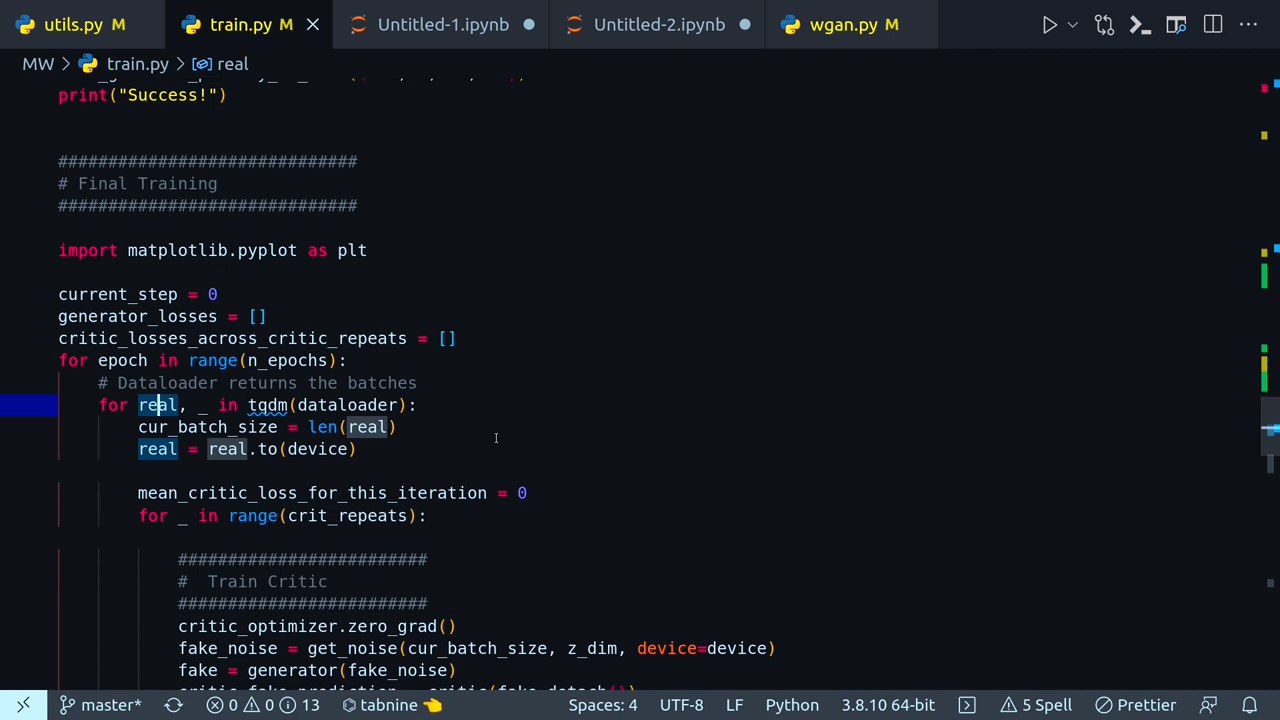 utils.py M train.py M Untitled-1.ipynb Untitled-2.ipynb wgan.py M
MW > train.py > real
print("Success!")
##############################
# Final Training
##############################
import matplotlib.pyplot as plt
current_step = 0
generator_losses = []
critic_losses_across_critic_repeats = []
for epoch in range(n_epochs):
# Dataloader returns the batches
for real, _ in tqdm(dataloader):
cur_batch_size = len(real)
real = real.to(device)
mean_critic_loss_for_this_iteration = 0
for _ in range(crit_repeats):
#########################
#  Train Critic
#########################
critic_optimizer.zero_grad()
fake_noise = get_noise(cur_batch_size, z_dim, device=device)
fake = generator(fake_noise)
master* 0 0 13 tabnine 👈 Spaces: 4 UTF-8 LF Python 3.8.10 64-bit 5 Spell Prettier